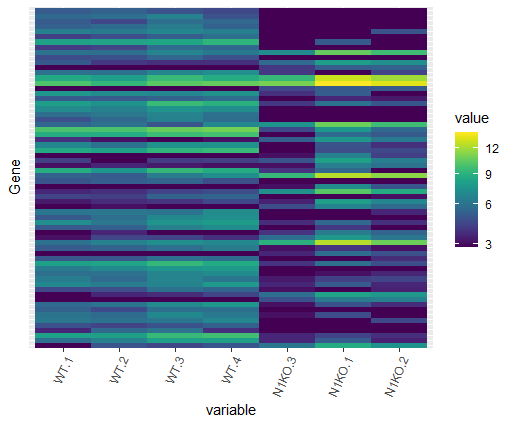 Gene
value
12
9
6
3
WT.1
WT.2
WT.3
WT.4
N1KO.3
N1KO.1
N1KO.2
variable